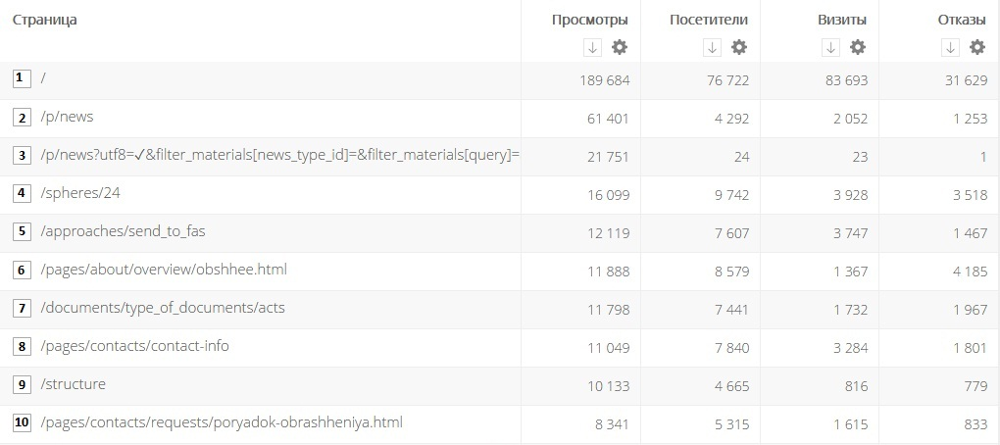 Страница Просмотры Посетители Визиты Отказы
1 / 189 684 76 722 83 693 31 629
2 /p/news 61 401 4 292 2 052 1 253
3 /p/news?utf8=✓&filter_materials[news_type_id]=&filter_materials[query]= 21 751 24 23 1
4 /spheres/24 16 099 9 742 3 928 3 518
5 /approaches/send_to_fas 12 119 7 607 3 747 1 467
6 /pages/about/overview/obshhee.html 11 888 8 579 1 367 4 185
7 /documents/type_of_documents/acts 11 798 7 441 1 732 1 967
8 /pages/contacts/contact-info 11 049 7 840 3 284 1 801
9 /structure 10 133 4 665 816 779
10 /pages/contacts/requests/poryadok-obrashheniya.html 8 341 5 315 1 615 833